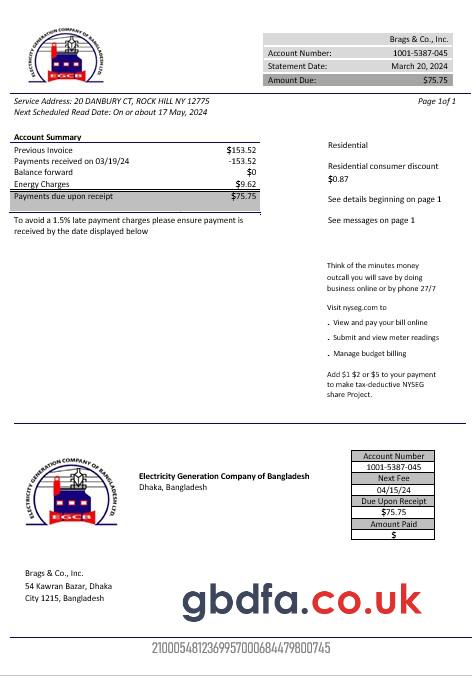 ELECTRICITY GENERATION COMPANY OF BANGLADESH LTD.
EGCB
Brags & Co., Inc.
Account Number: 1001-5387-045
Statement Date: March 20, 2024
Amount Due: $75.75
Service Address: 20 DANBURY CT, ROCK HILL NY 12775 Page 1of 1
Next Scheduled Read Date: On or about 17 May, 2024
Account Summary
Previous Invoice $153.52
Payments received on 03/19/24 -153.52
Balance forward $0
Energy Charges $9.62
Payments due upon receipt $75.75
To avoid a 1.5% late payment charges please ensure payment is
received by the date displayed below
Residential
Residential consumer discount
$0.87
See details beginning on page 1
See messages on page 1
Think of the minutes money
outcall you will save by doing
business online or by phone 27/7
Visit nyseg.com to
. View and pay your bill online
. Submit and view meter readings
. Manage budget billing
Add $1 $2 or $5 to your payment
to make tax-deductive NYSEG
share Project.
ELECTRICITY GENERATION COMPANY OF BANGLADESH LTD.
EGCB
Electricity Generation Company of Bangladesh
Dhaka, Bangladesh
Account Number
1001-5387-045
Next Fee
04/15/24
Due Upon Receipt
$75.75
Amount Paid
$
Brags & Co., Inc.
54 Kawran Bazar, Dhaka
City 1215, Bangladesh
gbdfa.co.uk
21000548123699570006844798007​45